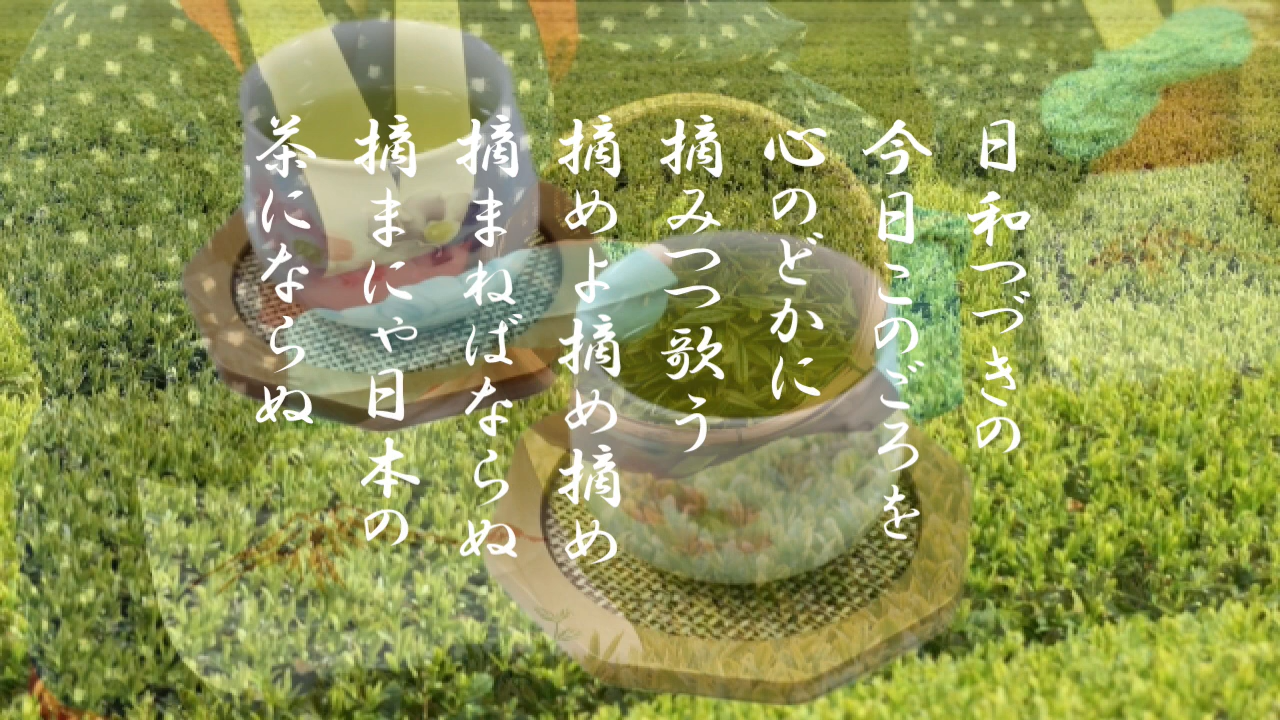 日和つづきの
今日このごろを
心のどかに
摘みつつ歌う
摘めよ摘め摘め
摘まねばならぬ
摘まにゃ日本の
茶にならぬ